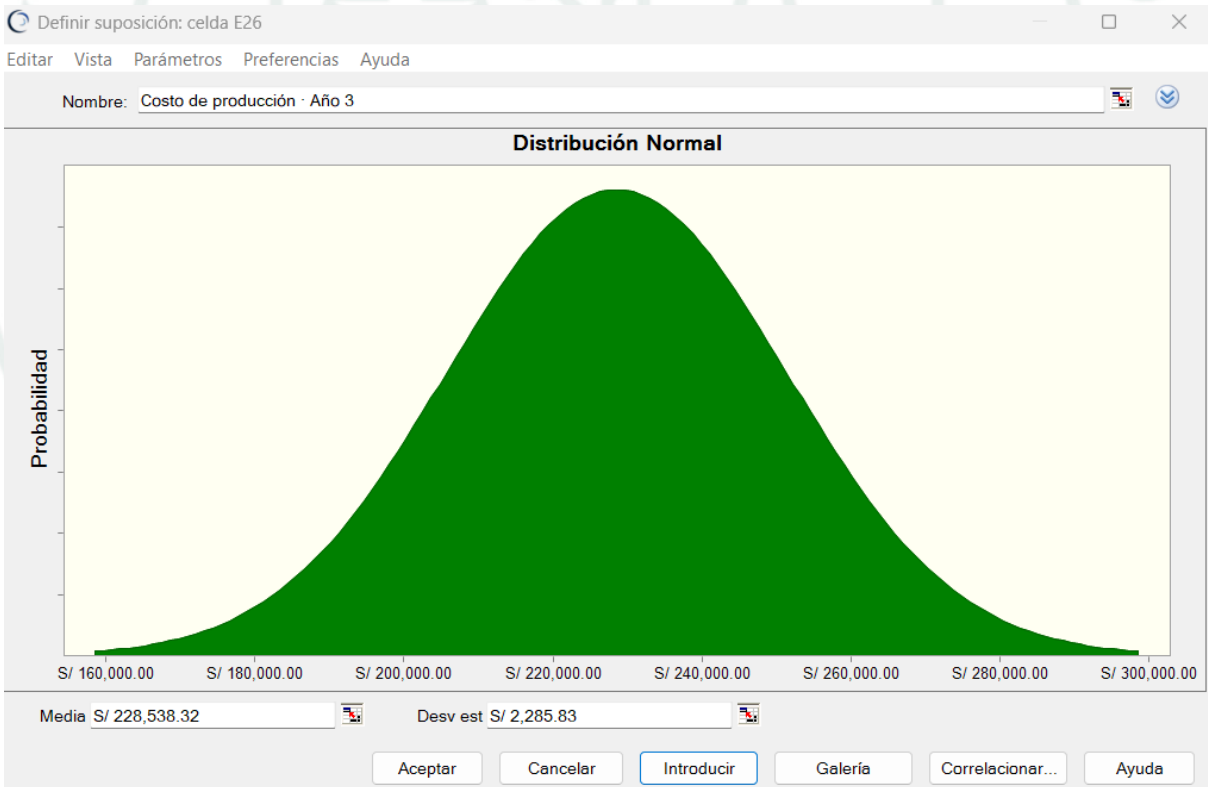 Definir suposición: celda E26
Editar Vista Parámetros Preferencias Ayuda
Nombre: Costo de producción · Año 3
Distribución Normal
Probabilidad
S/ 160,000.00 S/ 180,000.00 S/ 200,000.00 S/ 220,000.00 S/ 240,000.00 S/ 260,000.00 S/ 280,000.00 S/ 300,000.00
Media S/ 228,538.32 Desv est S/ 2,285.83
Aceptar Cancelar Introducir Galería Correlacionar... Ayuda